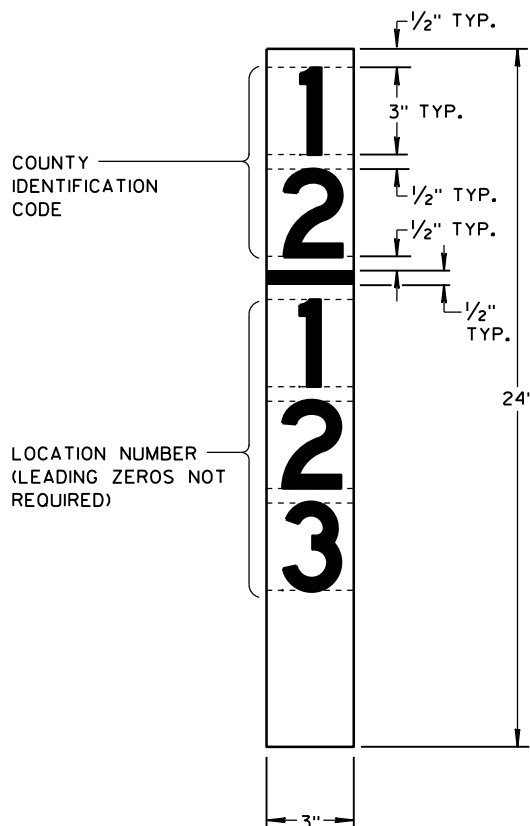 1/2" TYP.
1
3" TYP.
COUNTY
IDENTIFICATION
CODE
2
1/2" TYP.
1/2" TYP.
1/2"
TYP.
1
24"
LOCATION NUMBER
(LEADING ZEROS NOT
REQUIRED)
2
3
3"